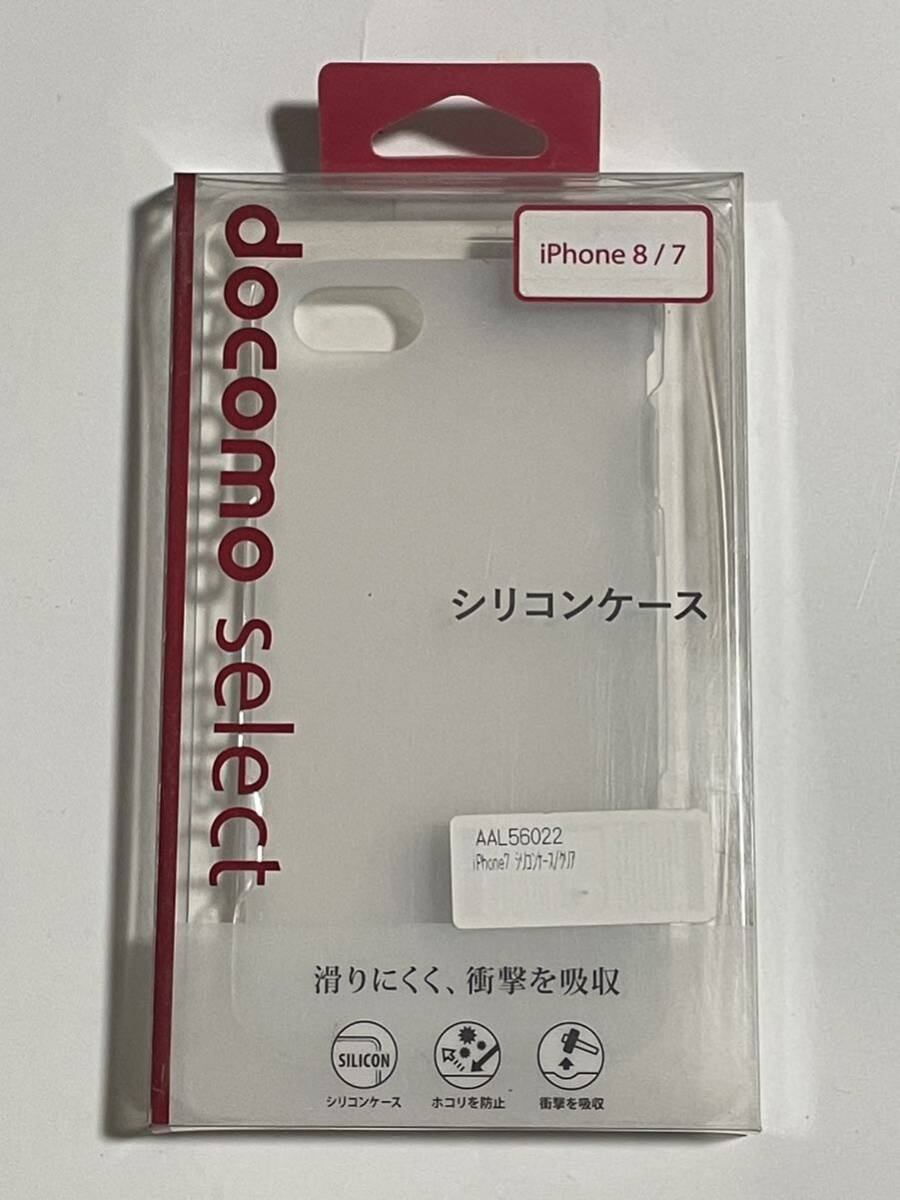 docomo select
iPhone 8 / 7
シリコンケース
AAL56022
iPhone7 ｼﾘｺﾝｹｰｽ/ｸﾘｱ
滑りにくく、衝撃を吸収
SILICON
シリコンケース
ホコリを防止
衝撃を吸収